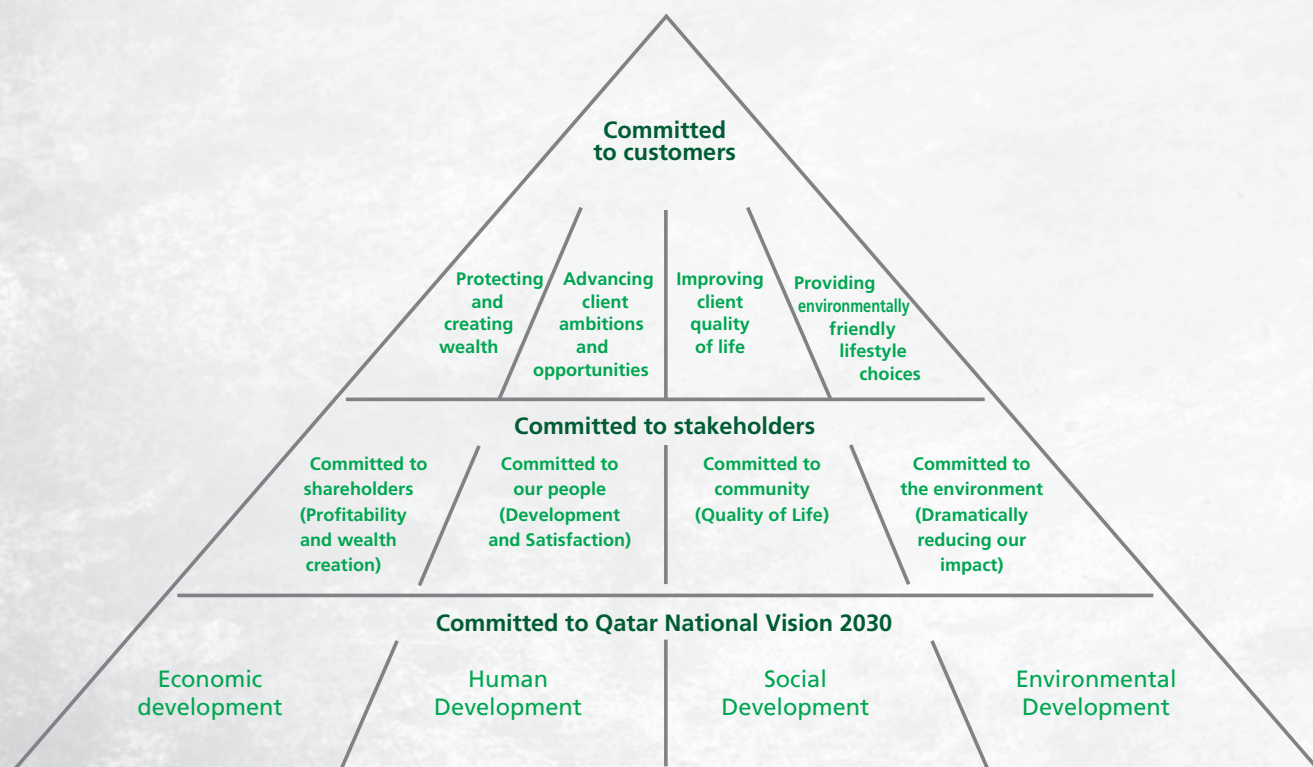 Committed
to customers
Protecting
and
creating
wealth
Advancing
client
ambitions
and
opportunities
Improving
client
quality
of life
Providing
environmentally
friendly
lifestyle
choices
Committed to stakeholders
Committed to
shareholders
(Profitability
and wealth
creation)
Committed to
our people
(Development
and Satisfaction)
Committed to
community
(Quality of Life)
Committed to
the environment
(Dramatically
reducing our
impact)
Committed to Qatar National Vision 2030
Economic
development
Human
Development
Social
Development
Environmental
Development